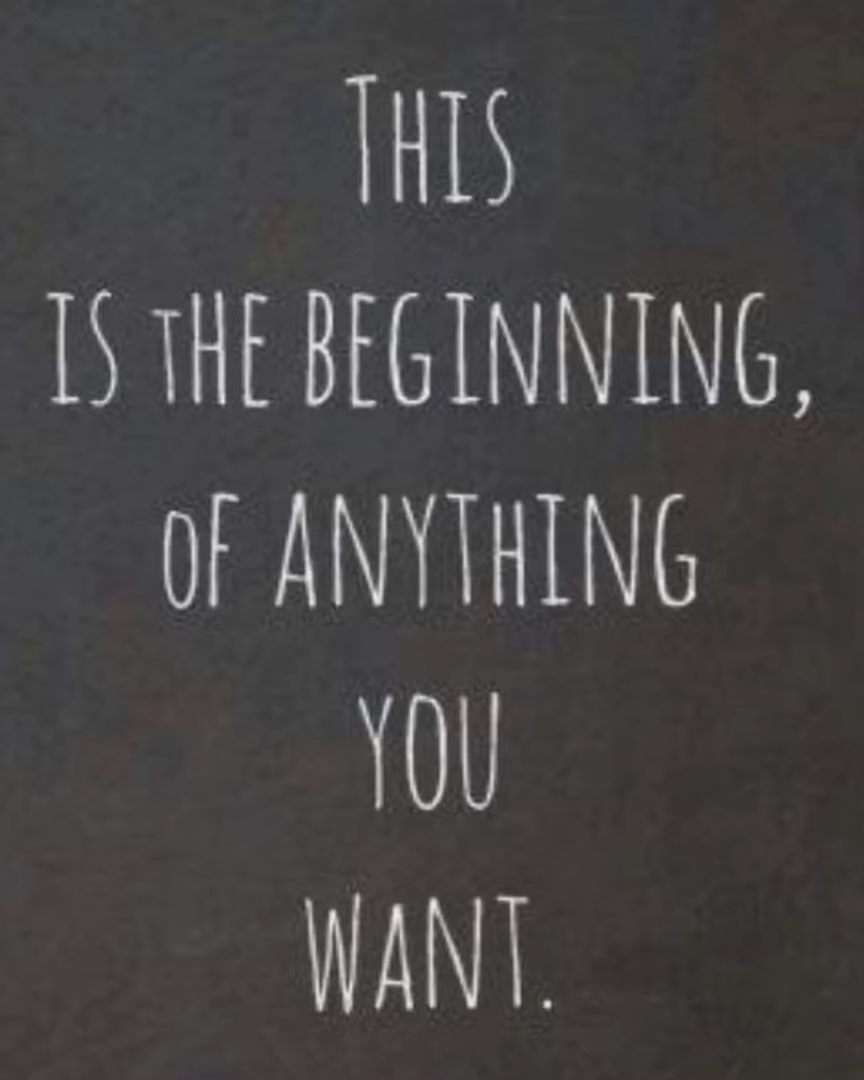 THIS
IS THE BEGINNING,
OF ANYTHING
YOU
WANT.